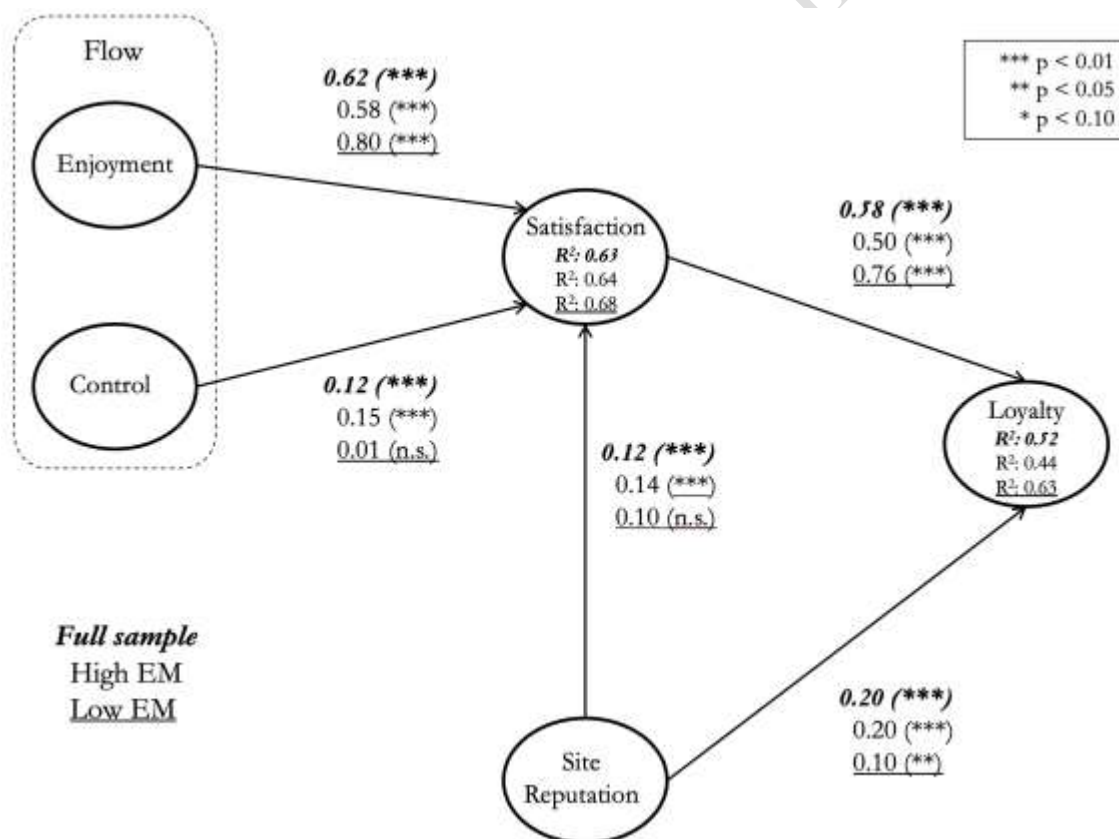 Flow
Enjoyment
Control
0.62 (***)
0.58 (***)
0.80 (***)
*** p < 0.01
** p < 0.05
* p < 0.10
Satisfaction
R²: 0.63
R²: 0.64
R²: 0.68
0.58 (***)
0.50 (***)
0.76 (***)
0.12 (***)
0.15 (***)
0.01 (n.s.)
0.12 (***)
0.14 (***)
0.10 (n.s.)
Loyalty
R²: 0.52
R²: 0.44
R²: 0.63
Full sample
High EM
Low EM
Site
Reputation
0.20 (***)
0.20 (***)
0.10 (**)